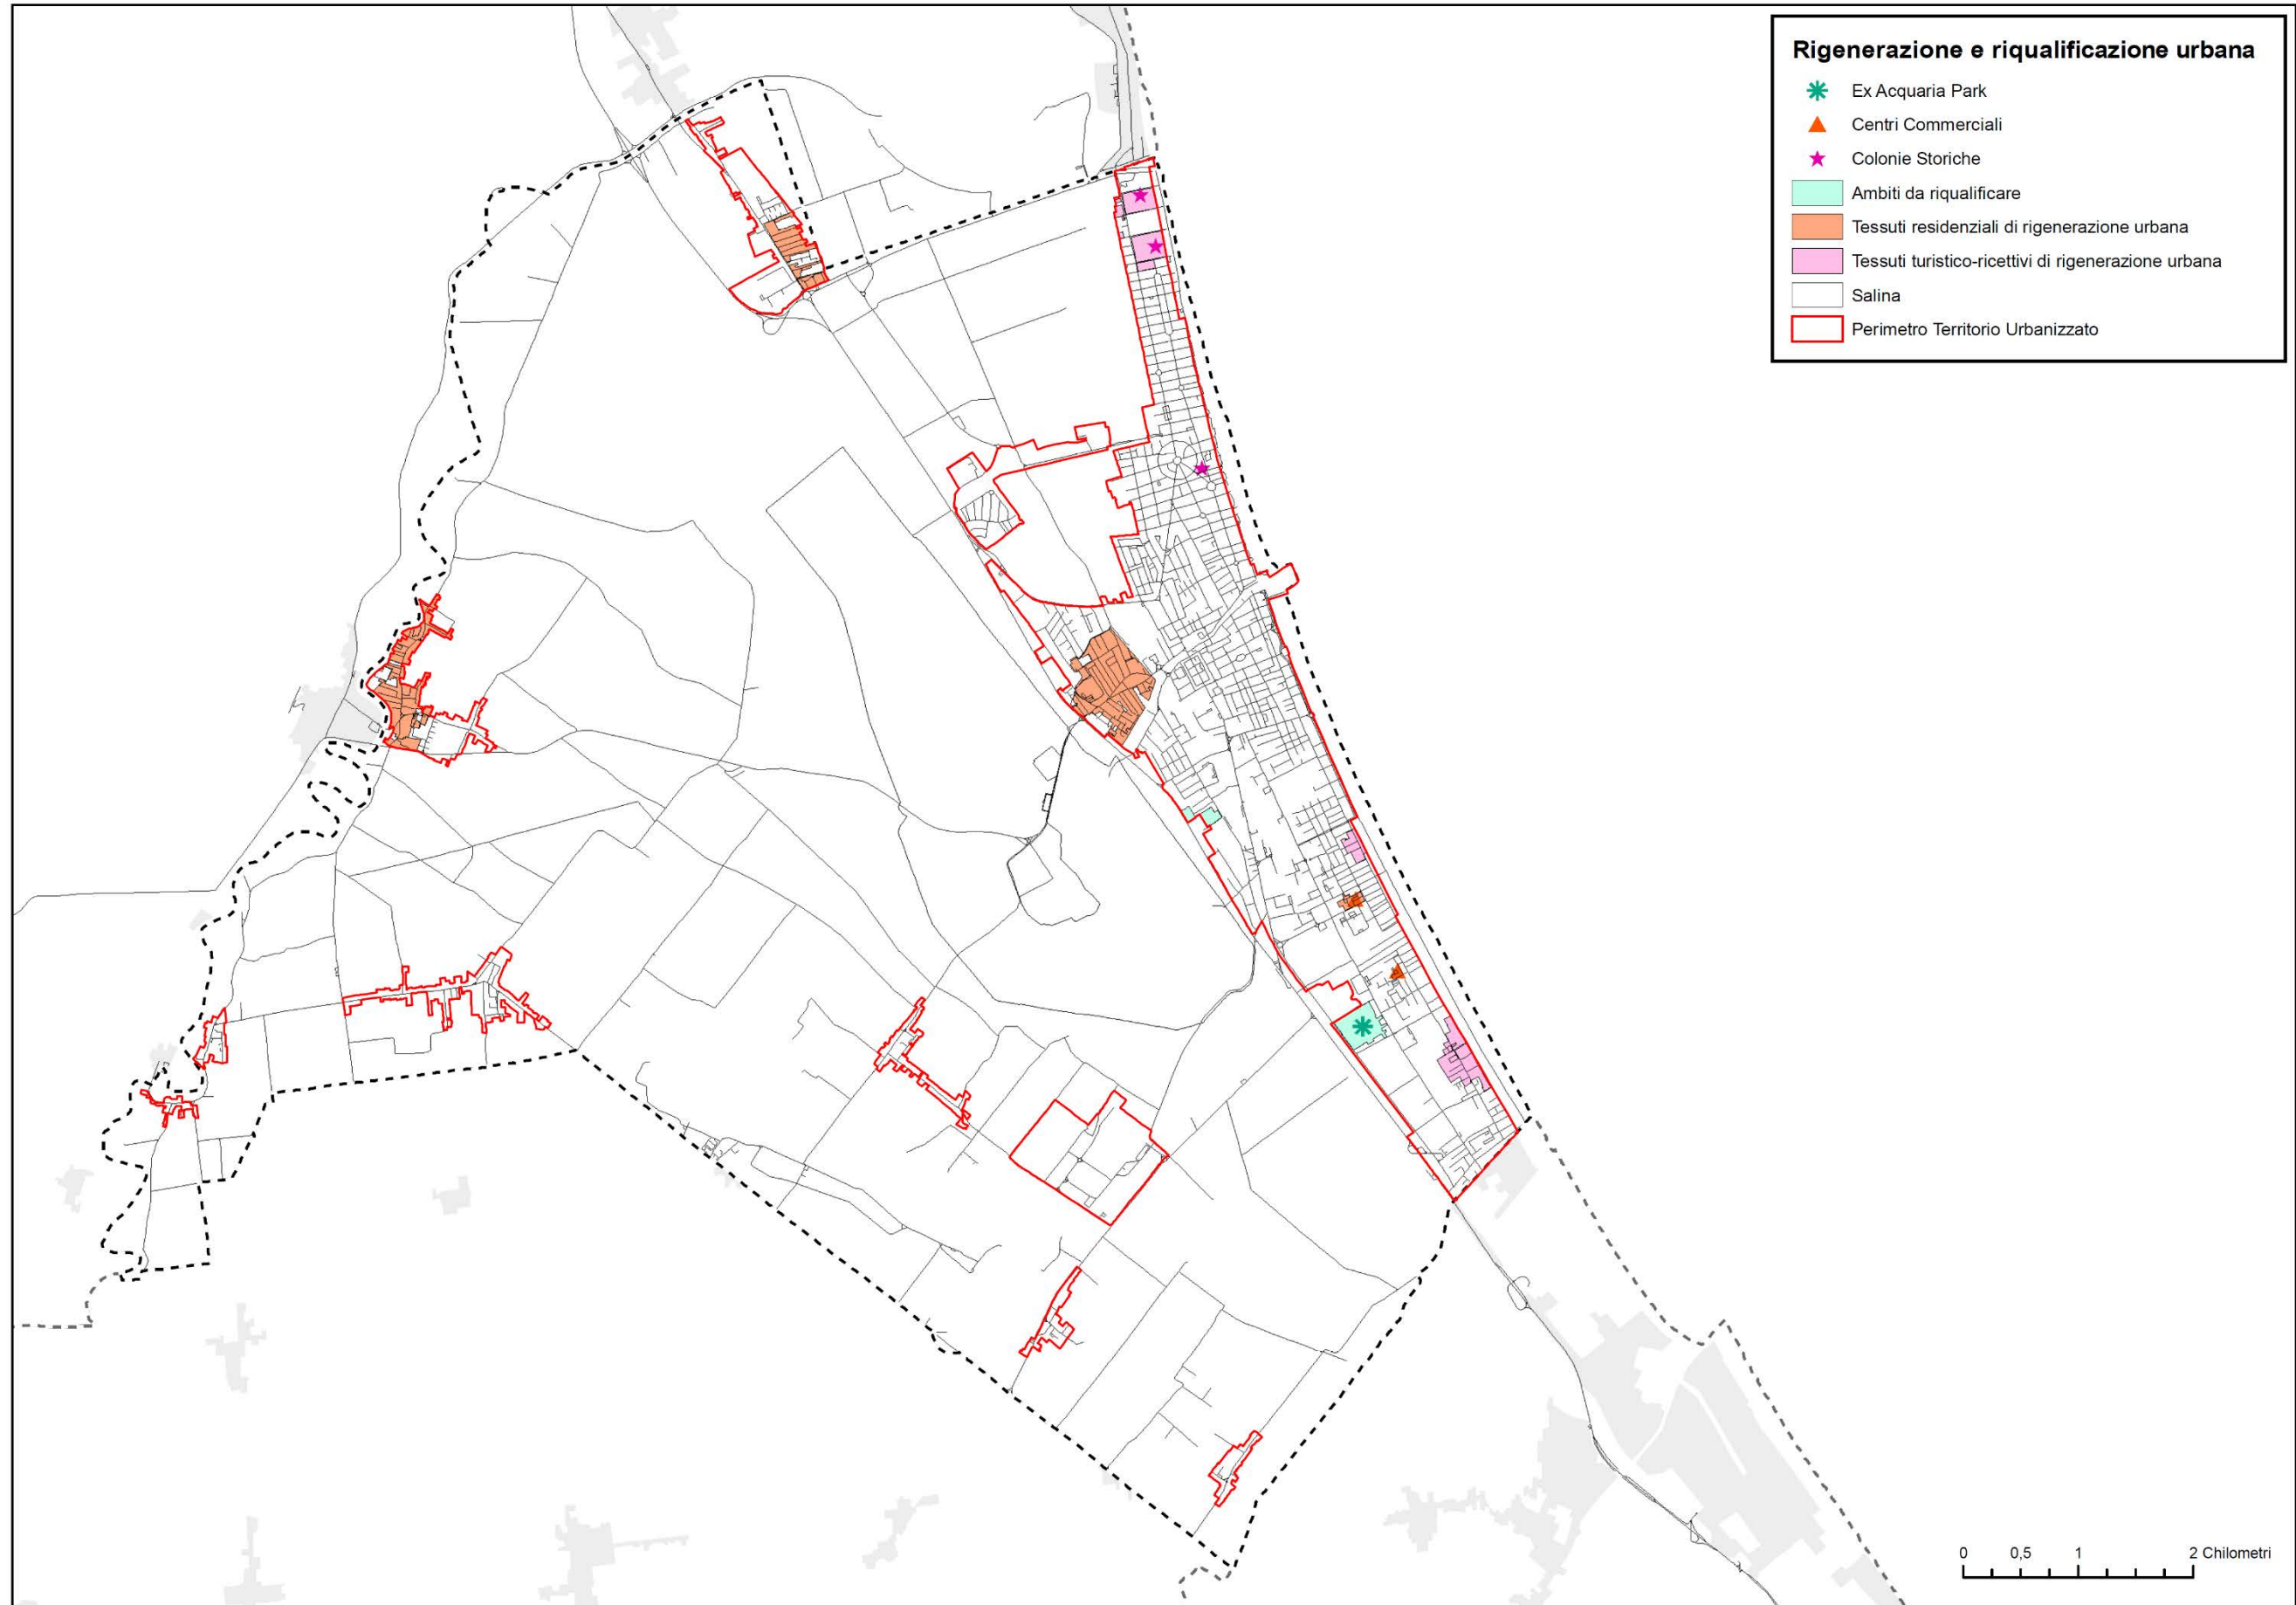 Rigenerazione e riqualificazione urbana
Ex Acquaria Park
Centri Commerciali
Colonie Storiche
Ambiti da riqualificare
Tessuti residenziali di rigenerazione urbana
Tessuti turistico-ricettivi di rigenerazione urbana
Salina
Perimetro Territorio Urbanizzato
0 0,5 1 2 Chilometri